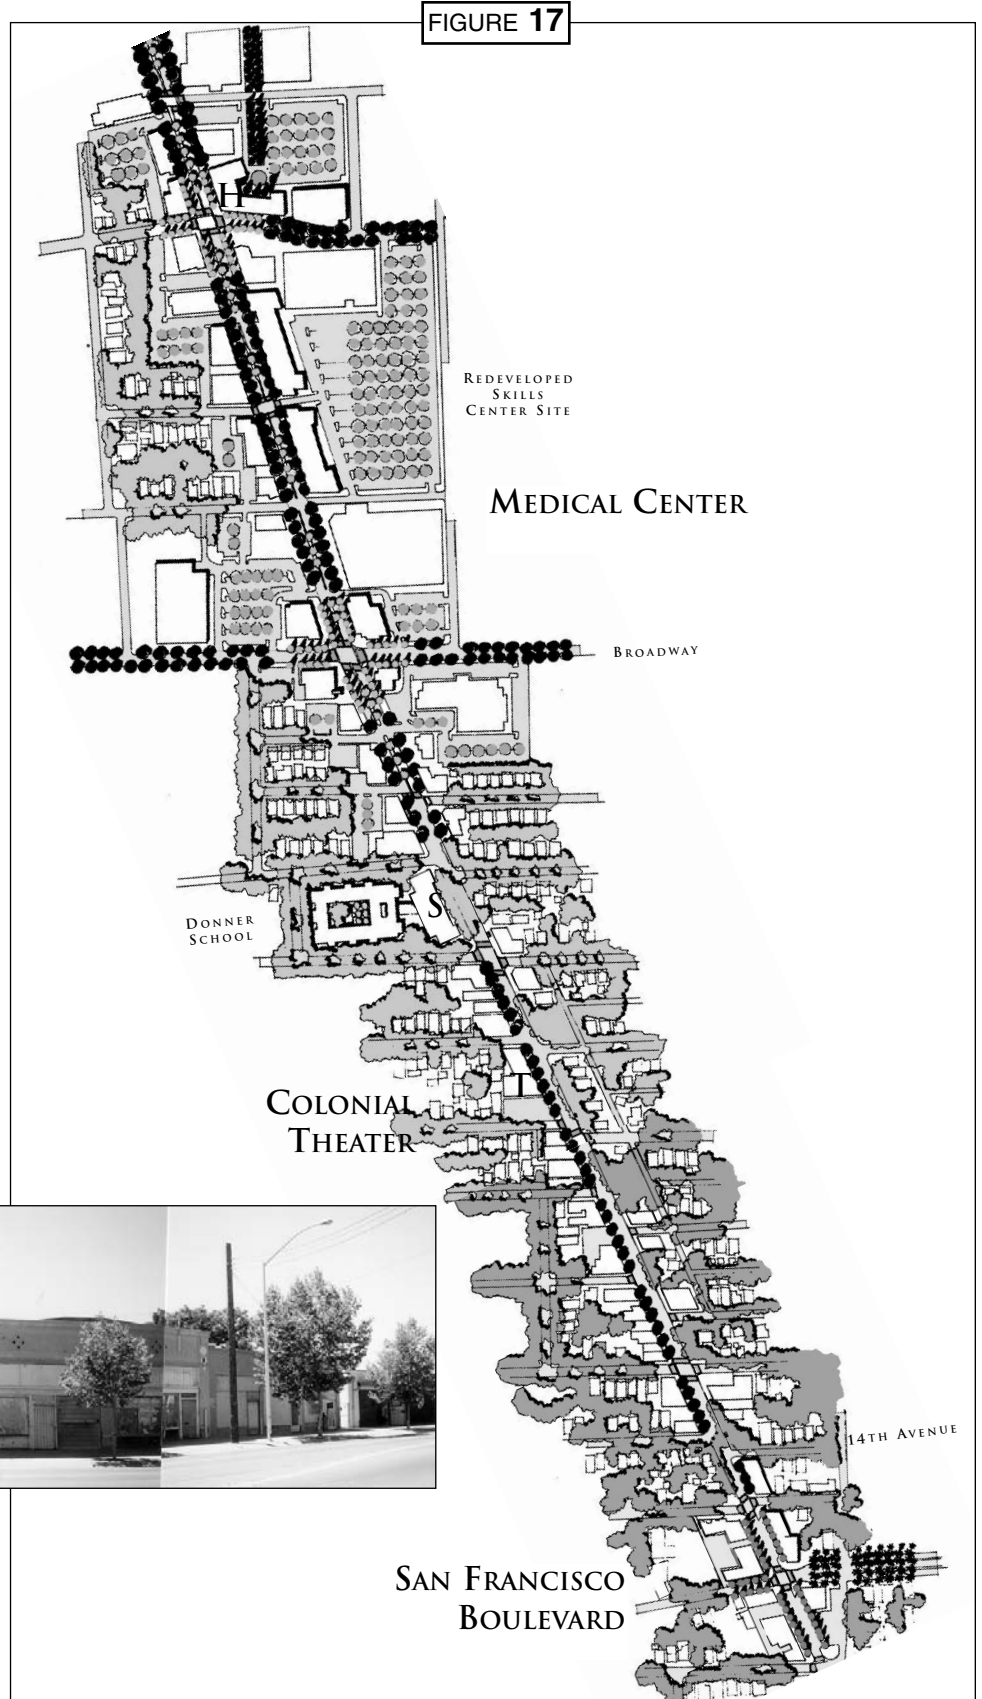 FIGURE 17
H
REDEVELOPED
SKILLS
CENTER SITE
MEDICAL CENTER
BROADWAY
S
DONNER
SCHOOL
T
COLONIAL
THEATER
14TH AVENUE
SAN FRANCISCO
BOULEVARD